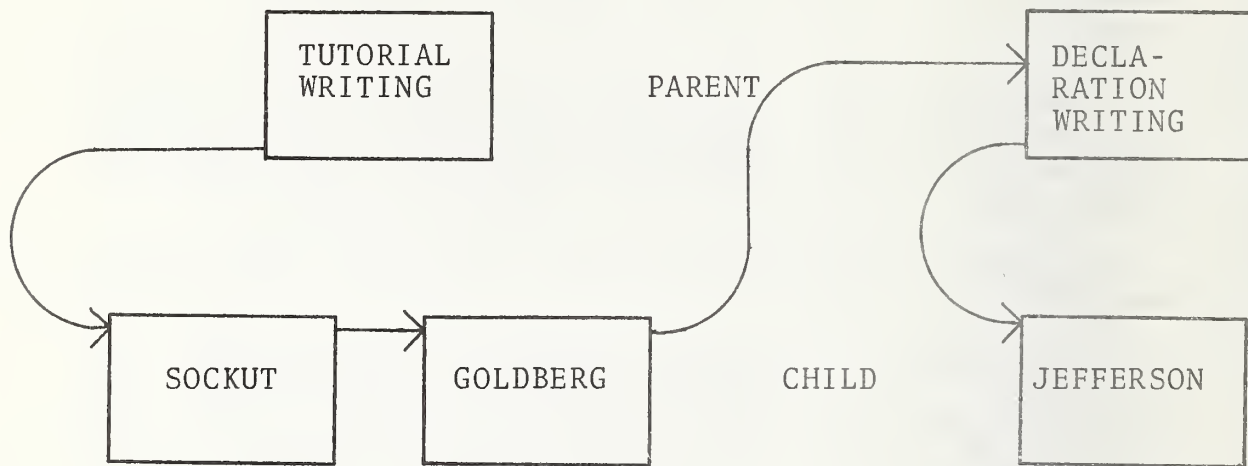 TUTORIAL
WRITING
PARENT
DECLA-
RATION
WRITING
SOCKUT
GOLDBERG
CHILD
JEFFERSON